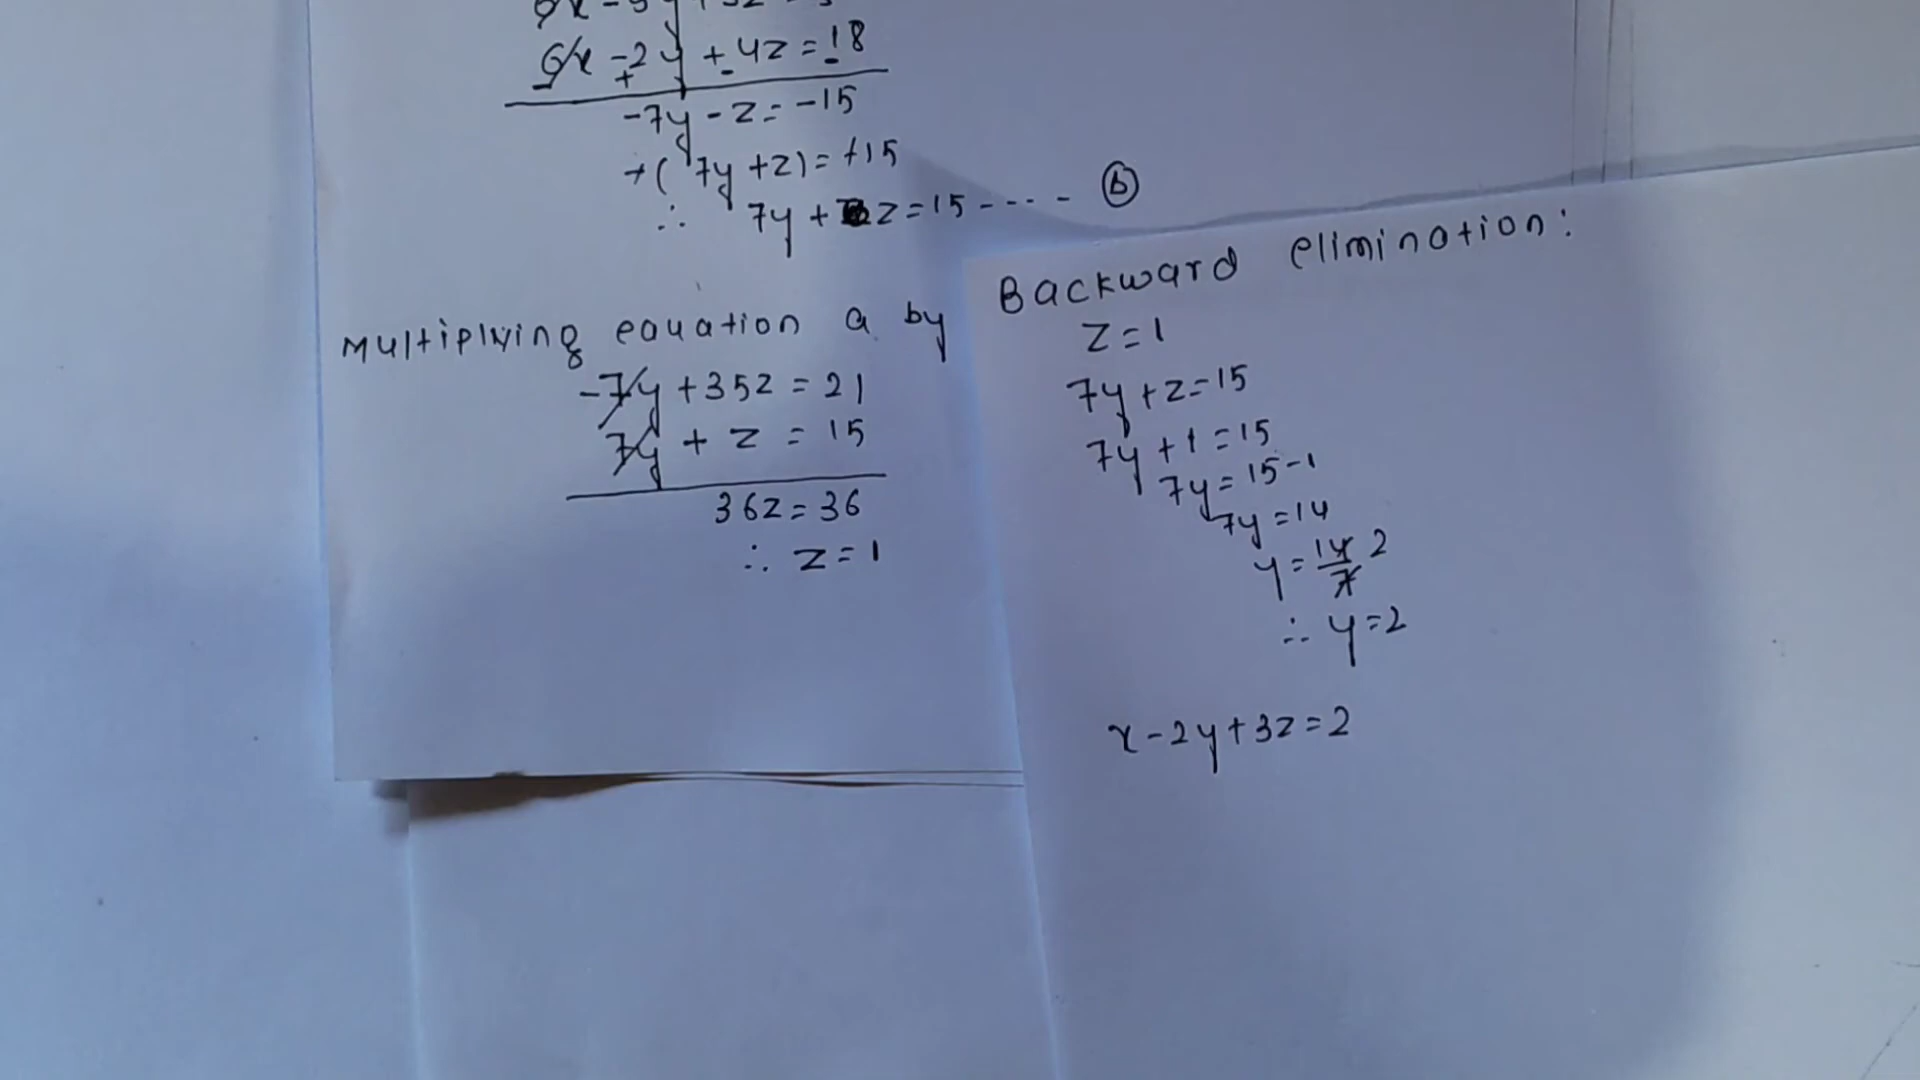 6x - 2y + 4z = 18
- + - -
-7y - z = -15
+(7y + z) = +15
∴ 7y + z = 15 - - - - ⓑ
Multiplying equation a by
-7y + 35z = 21
7y + z = 15
36z = 36
∴ z = 1
Backward elimination:
z = 1
7y + z = 15
7y + 1 = 15
7y = 15 - 1
7y = 14
y = 14/7 2
∴ y = 2
x - 2y + 3z = 2